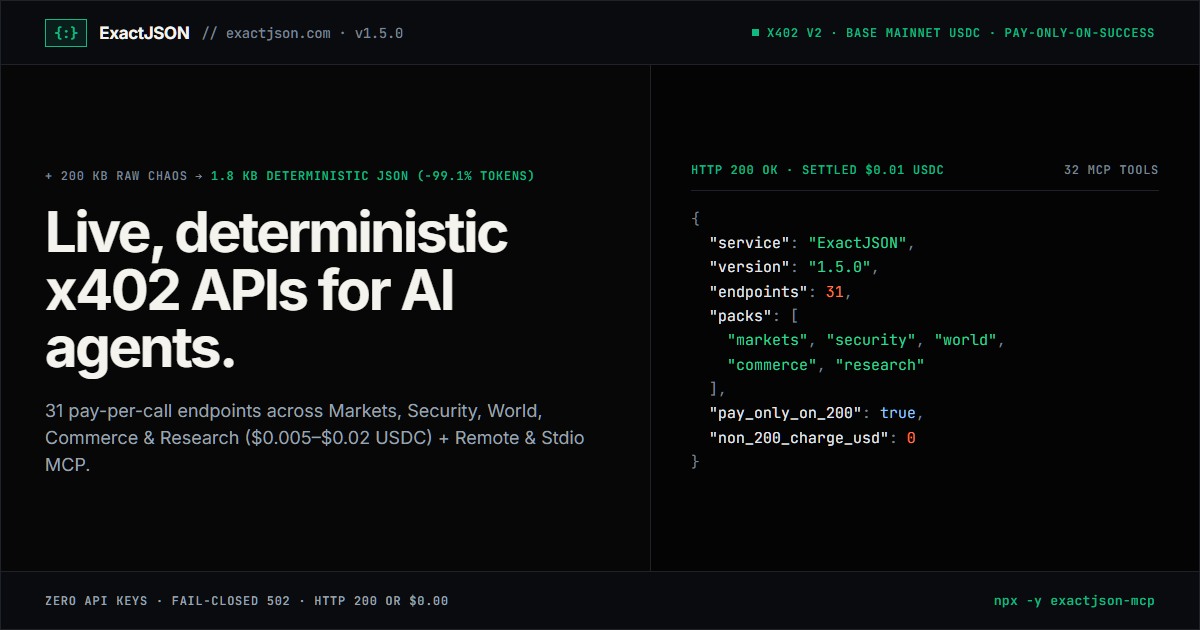 {:} ExactJSON // exactjson.com · v1.5.0
X402 V2 · BASE MAINNET USDC · PAY-ONLY-ON-SUCCESS
+ 200 KB RAW CHAOS → 1.8 KB DETERMINISTIC JSON (-99.1% TOKENS)
Live, deterministic
x402 APIs for AI
agents.
31 pay-per-call endpoints across Markets, Security, World,
Commerce & Research ($0.005–$0.02 USDC) + Remote & Stdio
MCP.
HTTP 200 OK · SETTLED $0.01 USDC
32 MCP TOOLS
{
"service": "ExactJSON",
"version": "1.5.0",
"endpoints": 31,
"packs": [
"markets", "security", "world",
"commerce", "research"
],
"pay_only_on_200": true,
"non_200_charge_usd": 0
}
ZERO API KEYS · FAIL-CLOSED 502 · HTTP 200 OR $0.00
npx -y exactjson-mcp